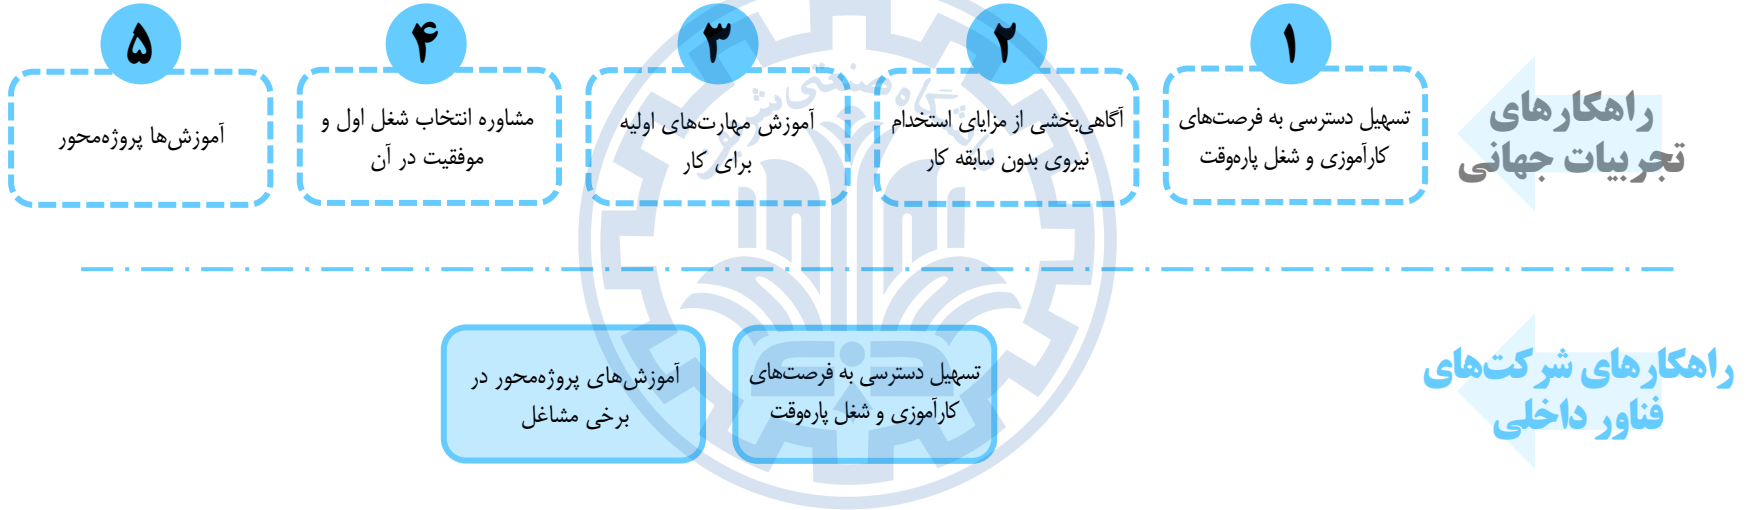 راهکارهای
تجربیات جهانی
۱
تسهیل دسترسی به فرصت‌های
کارآموزی و شغل پاره‌وقت
۲
آگاهی‌بخشی از مزایای استخدام
نیروی بدون سابقه کار
۳
آموزش مهارت‌های اولیه
برای کار
۴
مشاوره انتخاب شغل اول و
موفقیت در آن
۵
آموزش‌ها پروژه‌محور
راهکارهای شرکت‌های
فناور داخلی
تسهیل دسترسی به فرصت‌های
کارآموزی و شغل پاره‌وقت
آموزش‌های پروژه‌محور در
برخی مشاغل